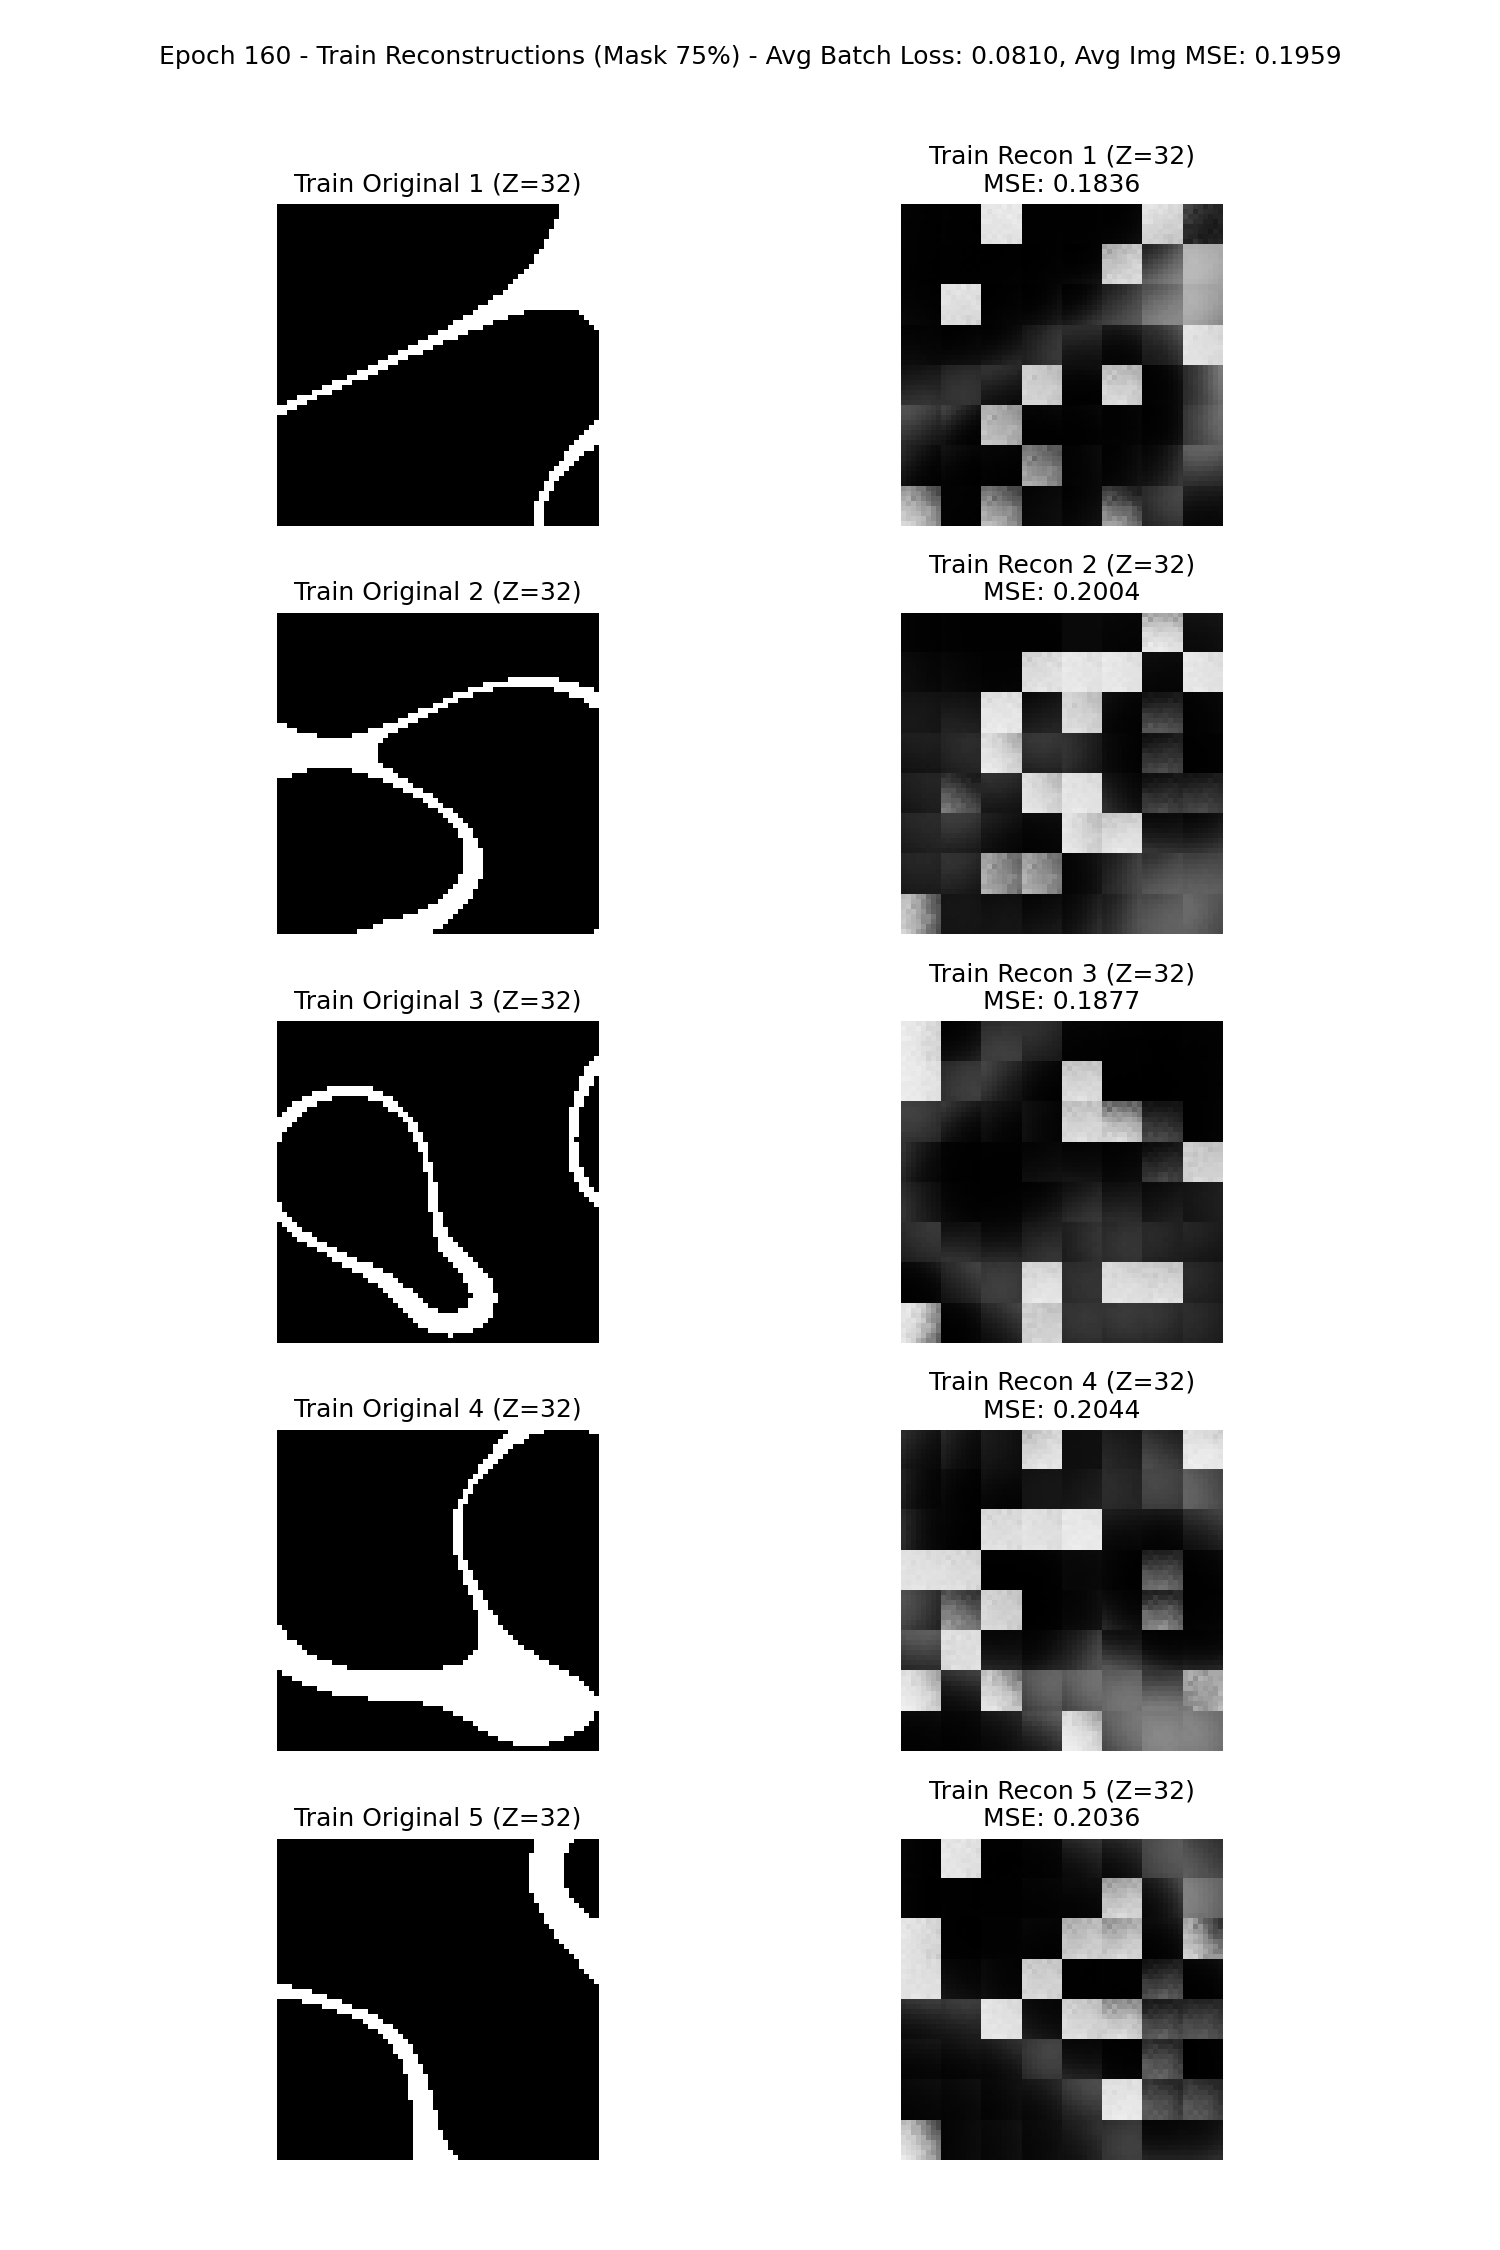 Epoch 160 - Train Reconstructions (Mask 75%) - Avg Batch Loss: 0.0810, Avg Img MSE: 0.1959
Train Original 1 (Z=32)
Train Recon 1 (Z=32)
MSE: 0.1836
Train Original 2 (Z=32)
Train Recon 2 (Z=32)
MSE: 0.2004
Train Original 3 (Z=32)
Train Recon 3 (Z=32)
MSE: 0.1877
Train Original 4 (Z=32)
Train Recon 4 (Z=32)
MSE: 0.2044
Train Original 5 (Z=32)
Train Recon 5 (Z=32)
MSE: 0.2036